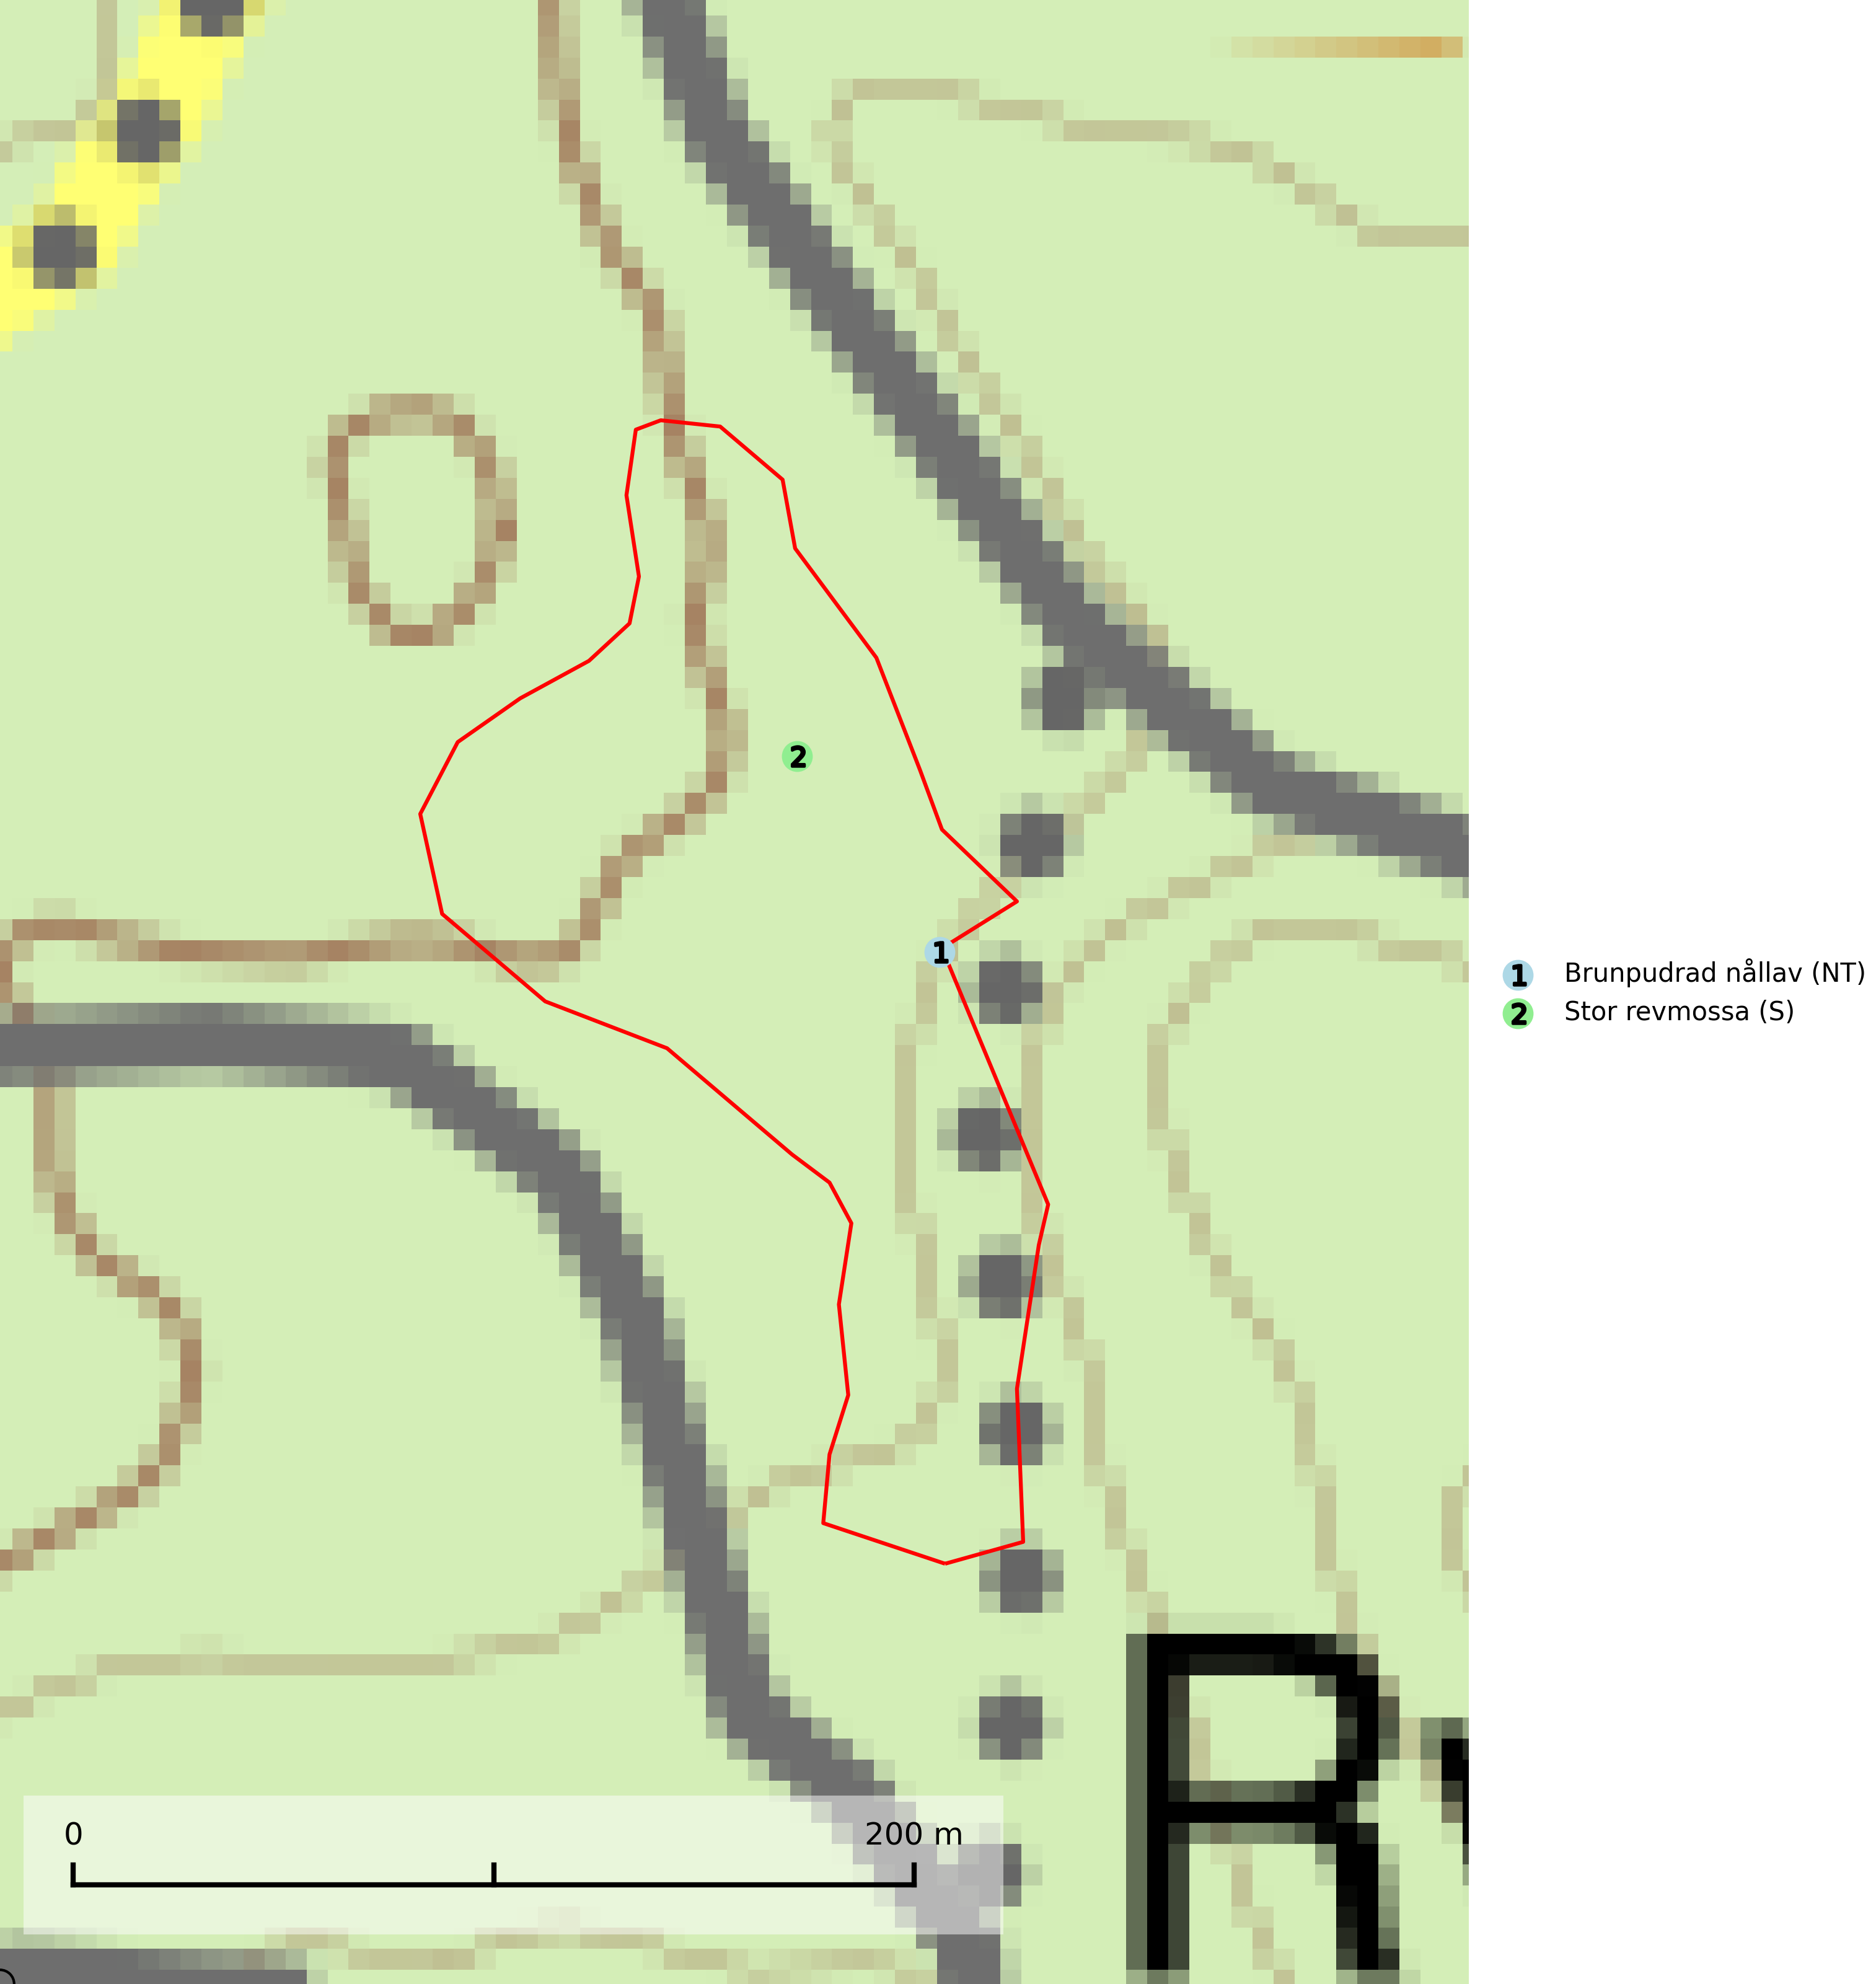 2
1
1 Brunpudrad nållav (NT)
2 Stor revmossa (S)
R
0 200 m